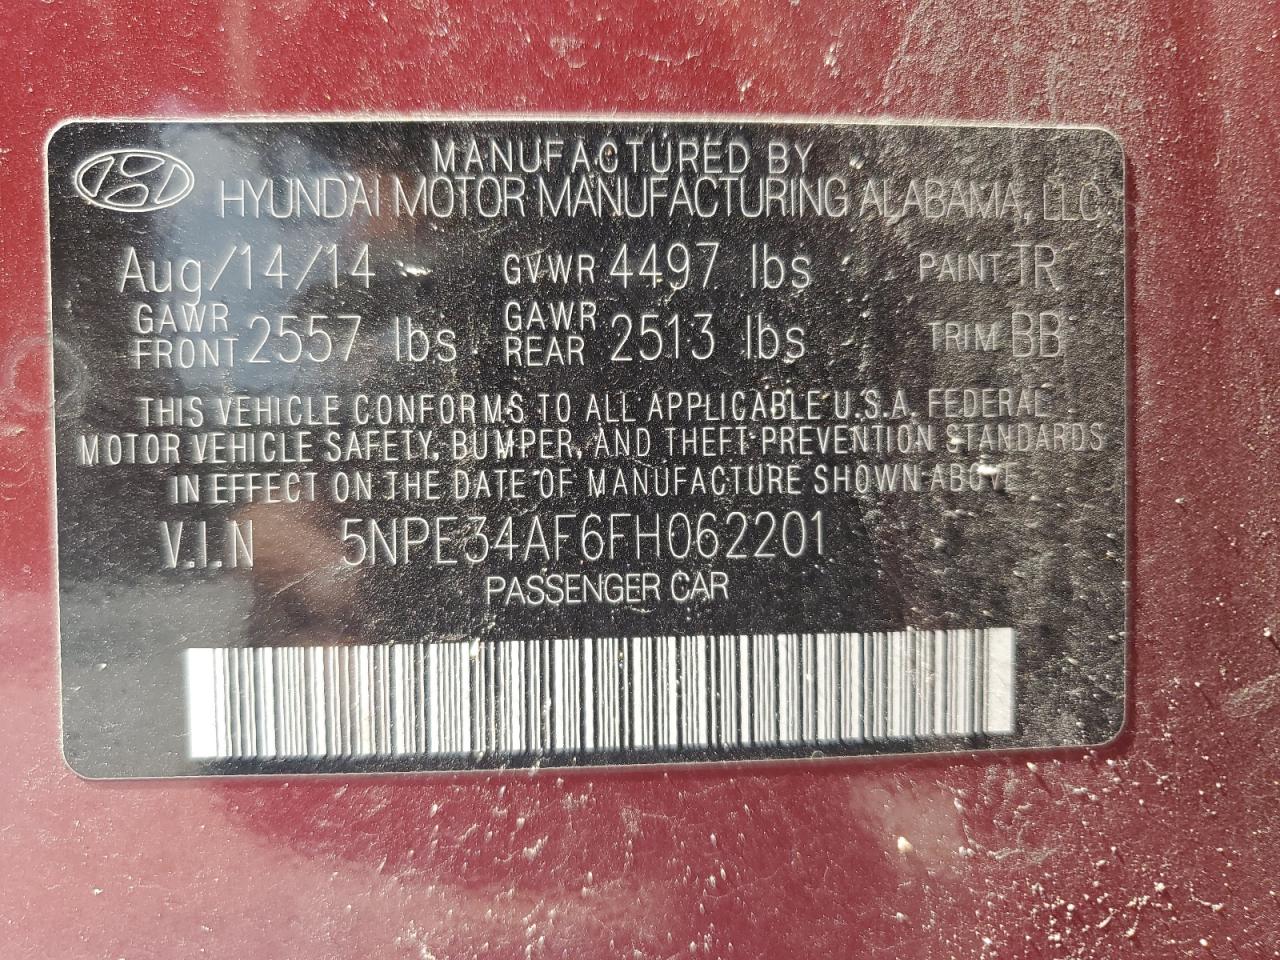 MANUFACTURED BY
HYUNDAI MOTOR MANUFACTURING ALABAMA, LLC
Aug/14/14 GVWR 4497 lbs PAINT TR
GAWR FRONT 2557 lbs GAWR REAR 2513 lbs TRIM BB
THIS VEHICLE CONFORMS TO ALL APPLICABLE U.S.A. FEDERAL
MOTOR VEHICLE SAFETY, BUMPER, AND THEFT PREVENTION STANDARDS
IN EFFECT ON THE DATE OF MANUFACTURE SHOWN ABOVE
V.I.N 5NPE34AF6FH062201
PASSENGER CAR